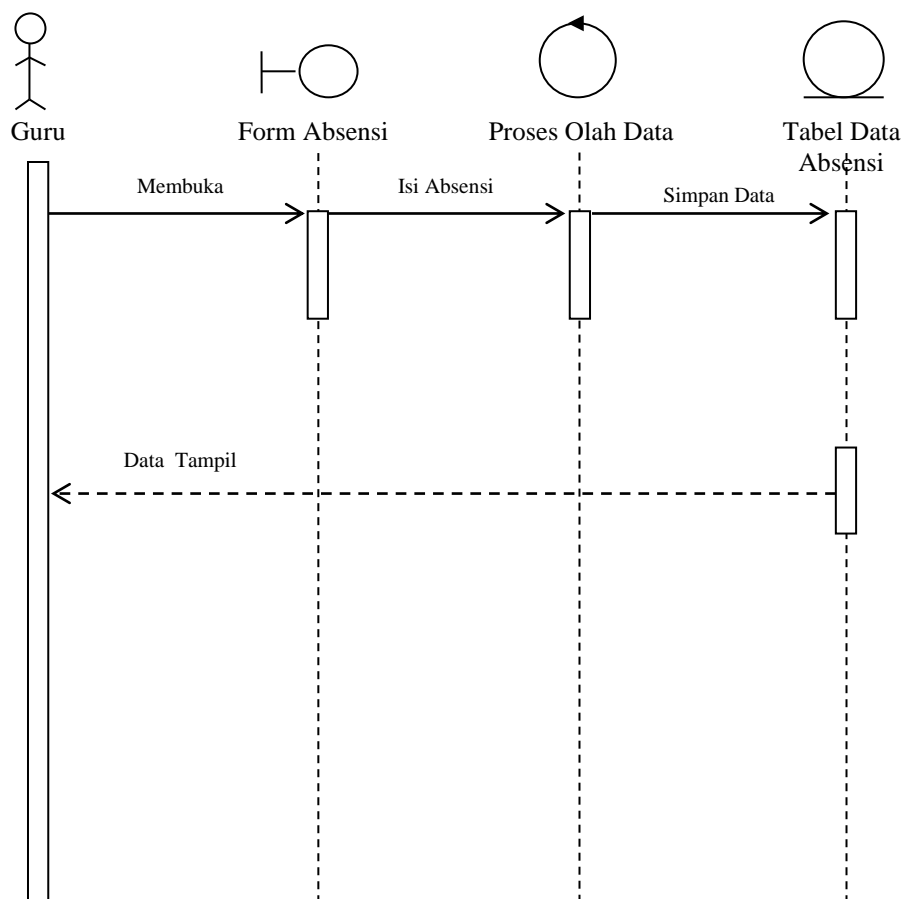 Guru
Form Absensi
Proses Olah Data
Tabel Data
Absensi
Membuka
Isi Absensi
Simpan Data
Data  Tampil